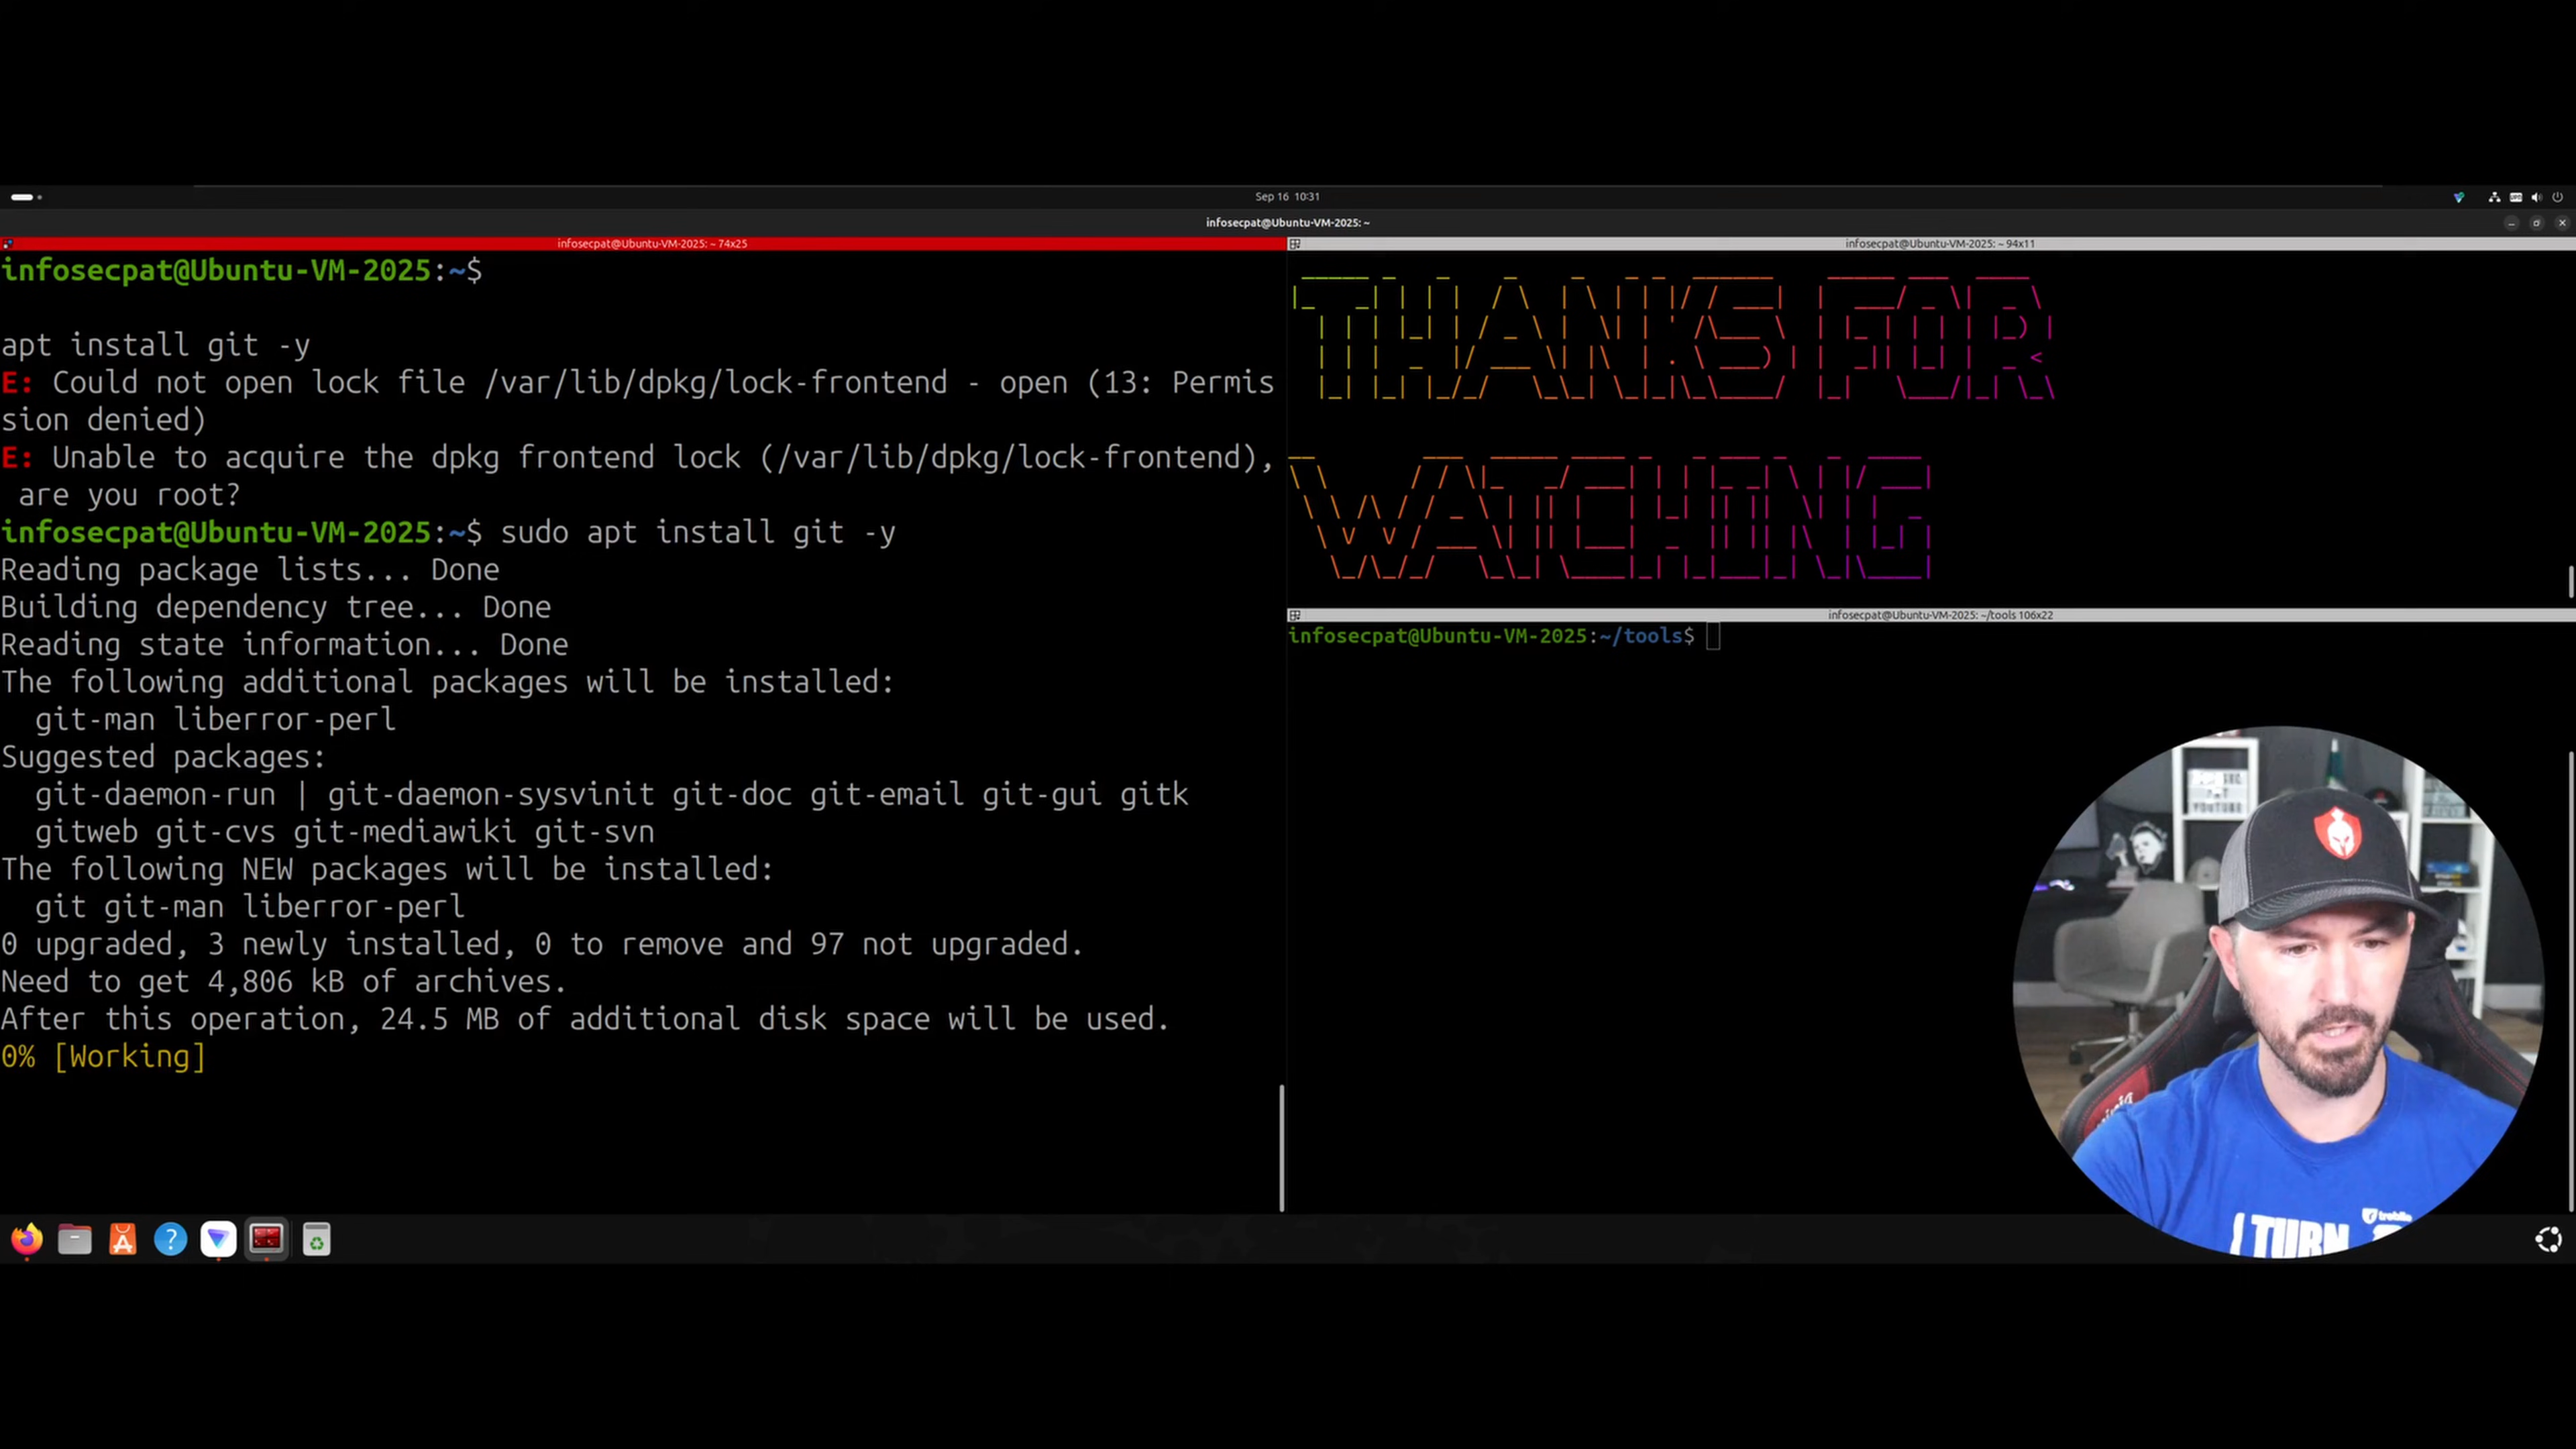 Sep 16 10:31
infosecpat@Ubuntu-VM-2025: ~
infosecpat@Ubuntu-VM-2025: ~ 74x25
infosecpat@Ubuntu-VM-2025:~$
apt install git -y
E: Could not open lock file /var/lib/dpkg/lock-frontend - open (13: Permis
sion denied)
E: Unable to acquire the dpkg frontend lock (/var/lib/dpkg/lock-frontend),
are you root?
infosecpat@Ubuntu-VM-2025:~$ sudo apt install git -y
Reading package lists... Done
Building dependency tree... Done
Reading state information... Done
The following additional packages will be installed:
git-man liberror-perl
Suggested packages:
git-daemon-run | git-daemon-sysvinit git-doc git-email git-gui gitk
gitweb git-cvs git-mediawiki git-svn
The following NEW packages will be installed:
git git-man liberror-perl
0 upgraded, 3 newly installed, 0 to remove and 97 not upgraded.
Need to get 4,806 kB of archives.
After this operation, 24.5 MB of additional disk space will be used.
0% [Working]
infosecpat@Ubuntu-VM-2025: ~ 94x11
THANKS FOR
WATCHING
infosecpat@Ubuntu-VM-2025: ~/tools 106x22
infosecpat@Ubuntu-VM-2025:~/tools$
YOUTUBE
I TURN